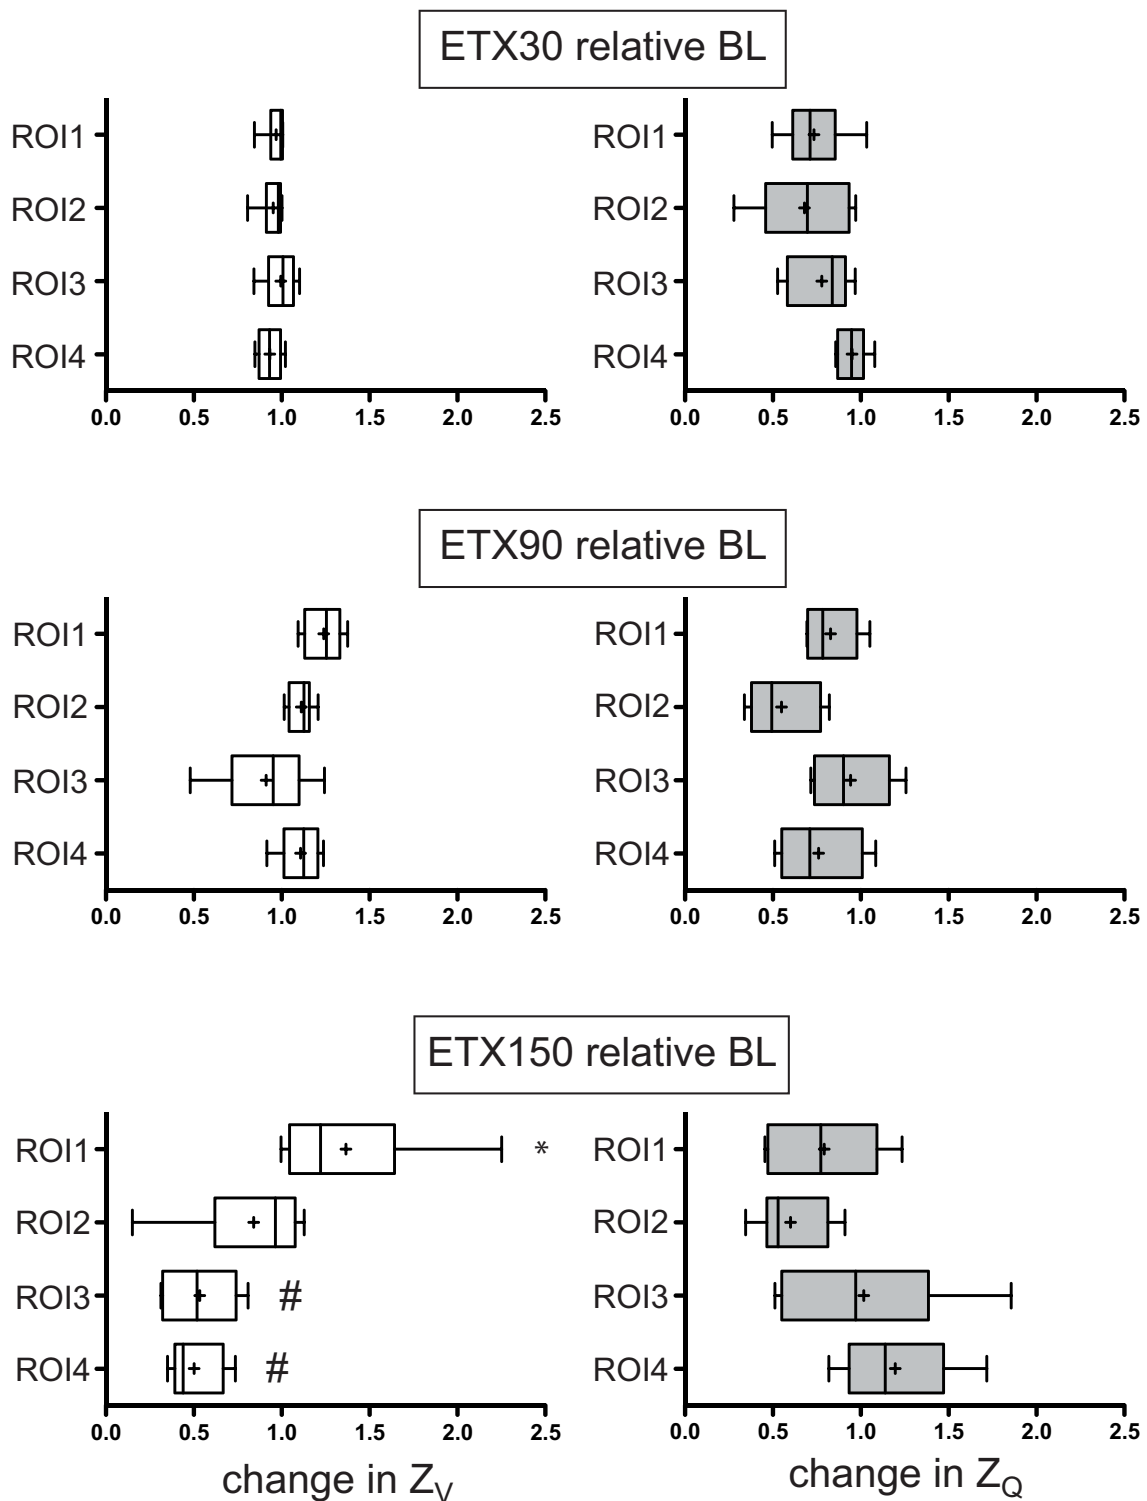 ETX30 relative BL
ROI1 ROI1
ROI2 ROI2
ROI3 ROI3
ROI4 ROI4
0.0 0.5 1.0 1.5 2.0 2.5 0.0 0.5 1.0 1.5 2.0 2.5
ETX90 relative BL
ROI1 ROI1
ROI2 ROI2
ROI3 ROI3
ROI4 ROI4
0.0 0.5 1.0 1.5 2.0 2.5 0.0 0.5 1.0 1.5 2.0 2.5
ETX150 relative BL
ROI1 * ROI1
ROI2 ROI2
ROI3 # ROI3
ROI4 # ROI4
0.0 0.5 1.0 1.5 2.0 2.5 0.0 0.5 1.0 1.5 2.0 2.5
change in ZV change in ZQ